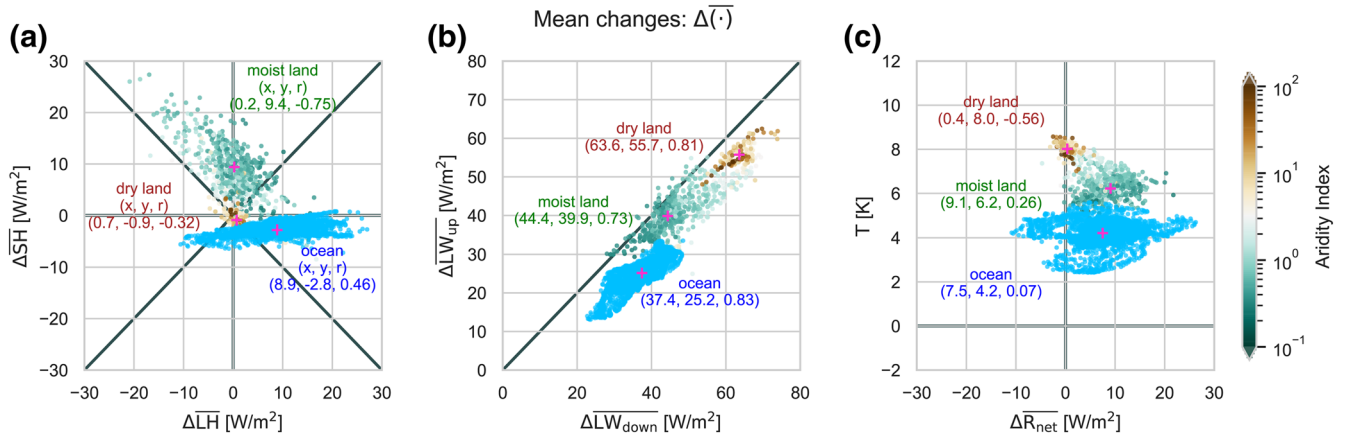 Mean changes: Δ(·)
(a)
30
20
10
0
−10
−20
−30
ΔSH [W/m²]
moist land
(x, y, r)
(0.2, 9.4, -0.75)
dry land
(x, y, r)
(0.7, -0.9, -0.32)
ocean
(x, y, r)
(8.9, -2.8, 0.46)
−30 −20 −10 0 10 20 30
ΔLH [W/m²]
(b)
80
70
60
50
40
30
20
10
0
ΔLW_up [W/m²]
dry land
(63.6, 55.7, 0.81)
moist land
(44.4, 39.9, 0.73)
ocean
(37.4, 25.2, 0.83)
0 20 40 60 80
ΔLW_down [W/m²]
(c)
12
10
8
6
4
2
0
−2
T [K]
dry land
(0.4, 8.0, -0.56)
moist land
(9.1, 6.2, 0.26)
ocean
(7.5, 4.2, 0.07)
−30 −20 −10 0 10 20 30
ΔR_net [W/m²]
10²
10¹
10⁰
10⁻¹
Aridity Index